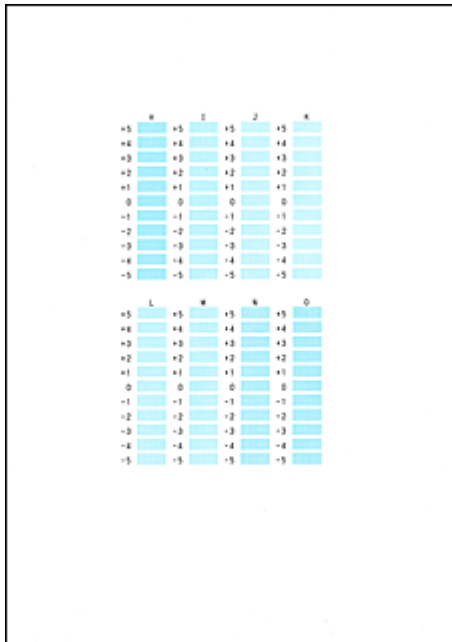 H I J K
+5 +5 +5 +5
+4 +4 +4 +4
+3 +3 +3 +3
+2 +2 +2 +2
+1 +1 +1 +1
0 0 0 0
-1 -1 -1 -1
-2 -2 -2 -2
-3 -3 -3 -3
-4 -4 -4 -4
-5 -5 -5 -5
L M N O
+5 +5 +5 +5
+4 +4 +4 +4
+3 +3 +3 +3
+2 +2 +2 +2
+1 +1 +1 +1
0 0 0 0
-1 -1 -1 -1
-2 -2 -2 -2
-3 -3 -3 -3
-4 -4 -4 -4
-5 -5 -5 -5